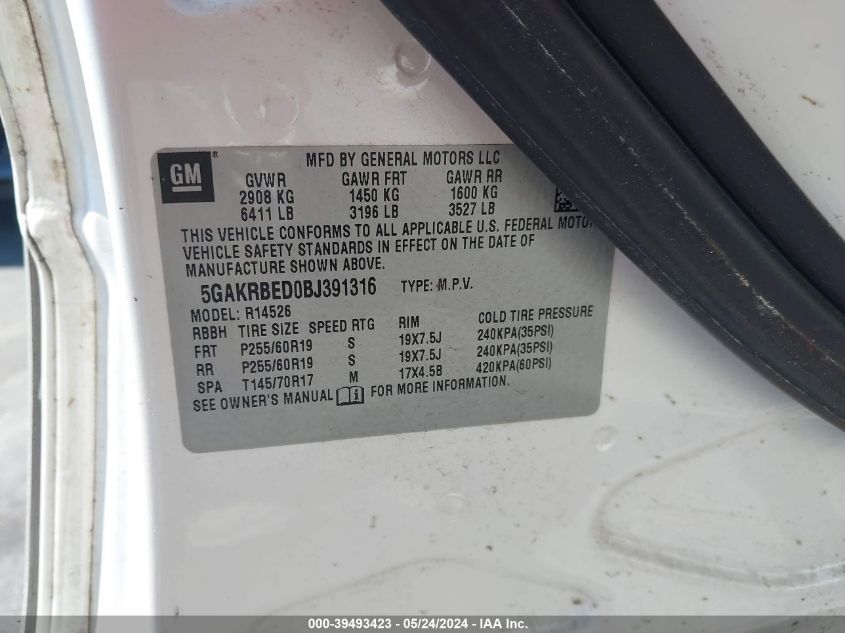 GM
MFD BY GENERAL MOTORS LLC
GVWR GAWR FRT GAWR RR
2908 KG 1450 KG 1600 KG
6411 LB 3196 LB 3527 LB
THIS VEHICLE CONFORMS TO ALL APPLICABLE U.S. FEDERAL MOTOR
VEHICLE SAFETY STANDARDS IN EFFECT ON THE DATE OF
MANUFACTURE SHOWN ABOVE.
5GAKRBED0BJ391316 TYPE: M.P.V.
MODEL: R14526
RBBH TIRE SIZE SPEED RTG RIM COLD TIRE PRESSURE
FRT P255/60R19 S 19X7.5J 240KPA(35PSI)
RR P255/60R19 S 19X7.5J 240KPA(35PSI)
SPA T145/70R17 M 17X4.5B 420KPA(60PSI)
SEE OWNER'S MANUAL FOR MORE INFORMATION.
000-39493423 - 05/24/2024 - IAA Inc.